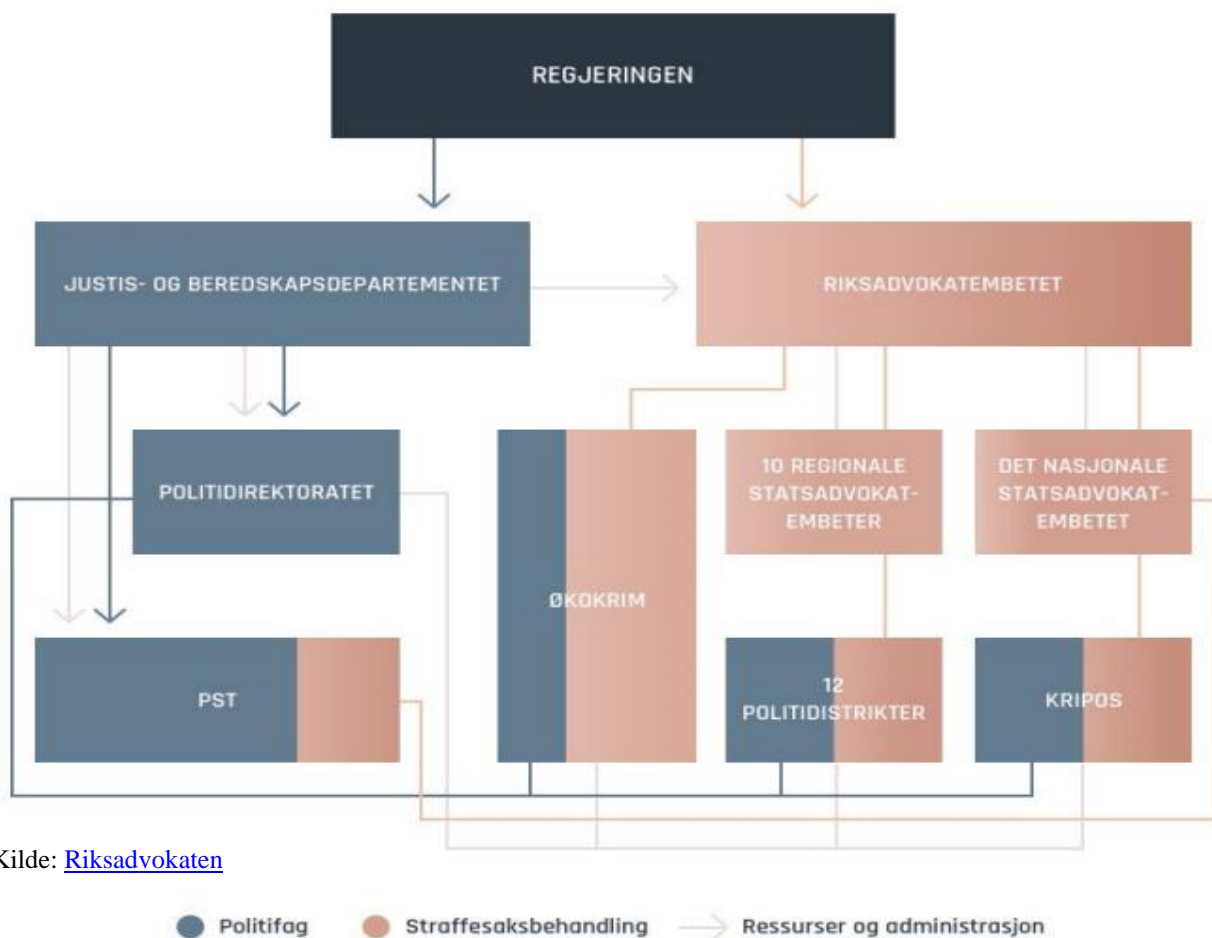 REGJERINGEN
JUSTIS- OG BEREDSKAPSDEPARTEMENTET
RIKSADVOKATEMBETET
POLITIDIREKTORATET
10 REGIONALE
STATSADVOKAT-
EMBETER
DET NASJONALE
STATSADVOKAT-
EMBETET
ØKOKRIM
PST
12
POLITIDISTRIKTER
KRIPOS
Kilde: Riksadvokaten
Politifag
Straffesaksbehandling
Ressurser og administrasjon